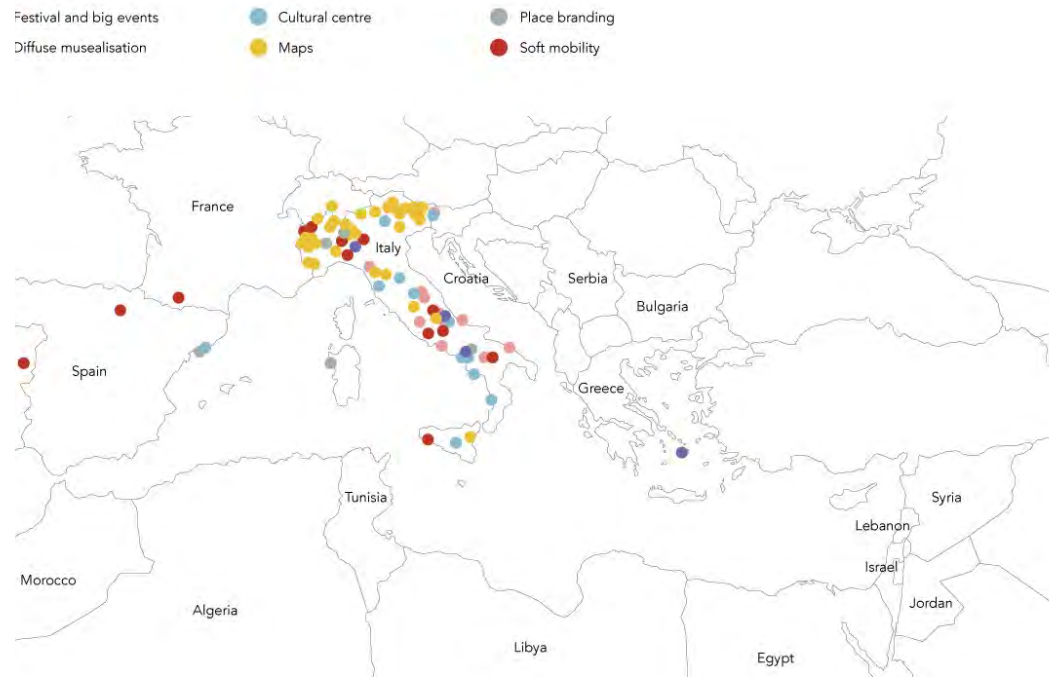 Festival and big events Cultural centre Place branding
Diffuse musealisation Maps Soft mobility
France
Italy
Croatia
Serbia
Bulgaria
Spain
Greece
Tunisia
Syria
Lebanon
Israel
Morocco
Jordan
Algeria
Libya
Egypt